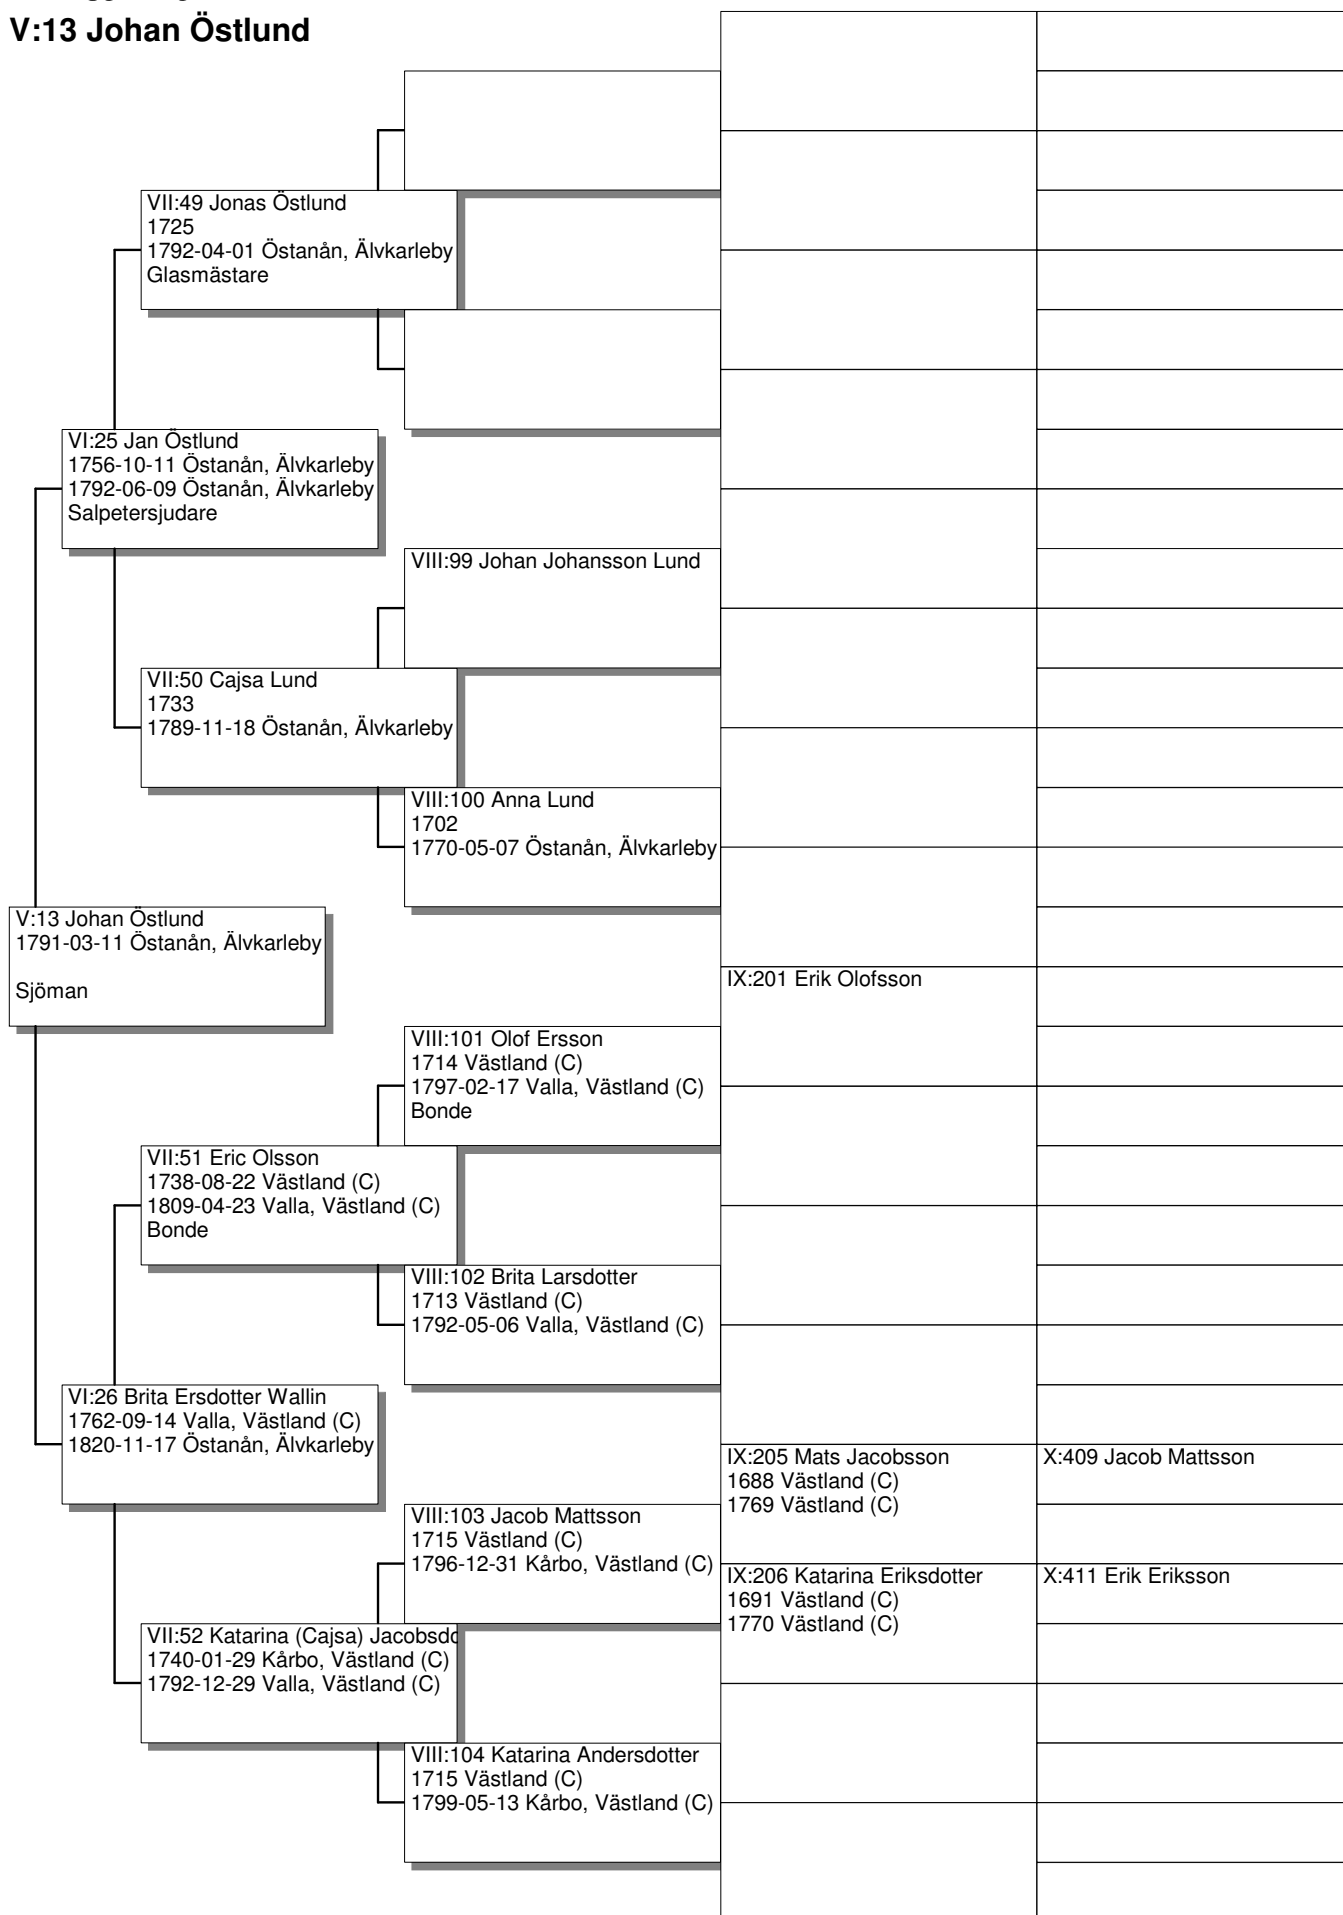 V:13 Johan Östlund
VII:49 Jonas Östlund
1725
1792-04-01 Östanån, Älvkarleby
Glasmästare
VI:25 Jan Östlund
1756-10-11 Östanån, Älvkarleby
1792-06-09 Östanån, Älvkarleby
Salpetersjudare
VIII:99 Johan Johansson Lund
VII:50 Cajsa Lund
1733
1789-11-18 Östanån, Älvkarleby
VIII:100 Anna Lund
1702
1770-05-07 Östanån, Älvkarleby
V:13 Johan Östlund
1791-03-11 Östanån, Älvkarleby
Sjöman
IX:201 Erik Olofsson
VIII:101 Olof Ersson
1714 Västland (C)
1797-02-17 Valla, Västland (C)
Bonde
VII:51 Eric Olsson
1738-08-22 Västland (C)
1809-04-23 Valla, Västland (C)
Bonde
VIII:102 Brita Larsdotter
1713 Västland (C)
1792-05-06 Valla, Västland (C)
VI:26 Brita Ersdotter Wallin
1762-09-14 Valla, Västland (C)
1820-11-17 Östanån, Älvkarleby
IX:205 Mats Jacobsson
1688 Västland (C)
1769 Västland (C)
X:409 Jacob Mattsson
VIII:103 Jacob Mattsson
1715 Västland (C)
1796-12-31 Kårbo, Västland (C)
IX:206 Katarina Eriksdotter
1691 Västland (C)
1770 Västland (C)
X:411 Erik Eriksson
VII:52 Katarina (Cajsa) Jacobsdo
1740-01-29 Kårbo, Västland (C)
1792-12-29 Valla, Västland (C)
VIII:104 Katarina Andersdotter
1715 Västland (C)
1799-05-13 Kårbo, Västland (C)